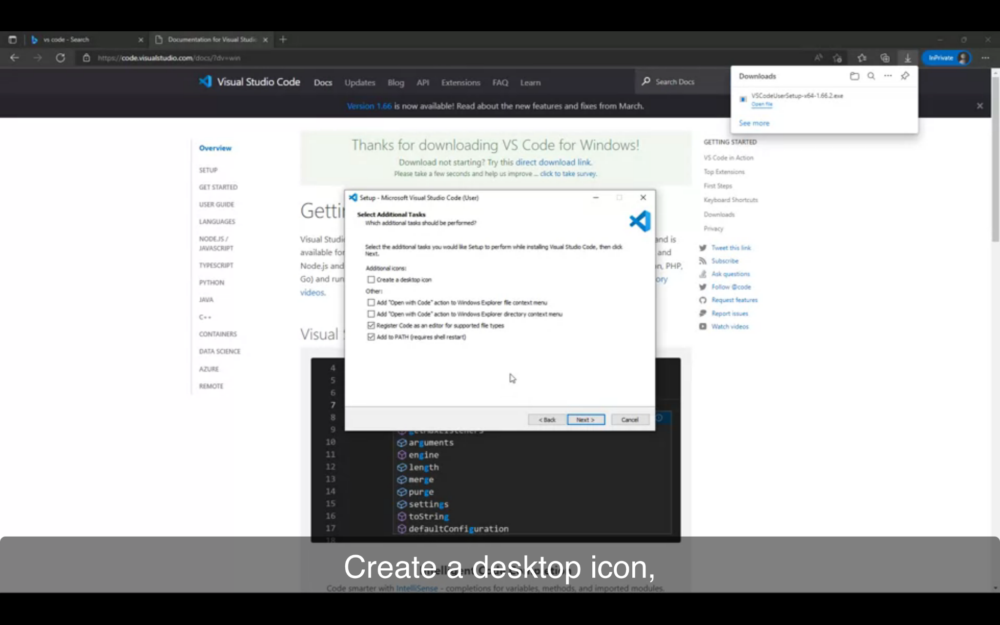 vs code - Search
Documentation for Visual Studi
https://code.visualstudio.com/docs/?dv=win
InPrivate
Visual Studio Code
Docs
Updates
Blog
API
Extensions
FAQ
Learn
Search Docs
Downloads
VSCodeUserSetup-x64-1.66.2.exe
Open file
See more
Version 1.66 is now available! Read about the new features and fixes from March.
Overview
SETUP
GET STARTED
USER GUIDE
LANGUAGES
NODE.JS /
JAVASCRIPT
TYPESCRIPT
PYTHON
JAVA
C++
CONTAINERS
DATA SCIENCE
AZURE
REMOTE
Thanks for downloading VS Code for Windows!
Download not starting? Try this direct download link.
Please take a few seconds and help us improve ... click to take survey.
Getti
Visual Studi
and is
available for
and
Node.js and
n, PHP,
Go) and run
ory
videos.
Visual
Setup - Microsoft Visual Studio Code (User)
Select Additional Tasks
Which additional tasks should be performed?
Select the additional tasks you would like Setup to perform while installing Visual Studio Code, then click
Next.
Additional icons:
Create a desktop icon
Other:
Add "Open with Code" action to Windows Explorer file context menu
Add "Open with Code" action to Windows Explorer directory context menu
Register Code as an editor for supported file types
Add to PATH (requires shell restart)
< Back
Next >
Cancel
GETTING STARTED
VS Code in Action
Top Extensions
First Steps
Keyboard Shortcuts
Downloads
Privacy
Tweet this link
Subscribe
Ask questions
Follow @code
Request features
Report issues
Watch videos
4
5
6
7
8
9 getMaxListeners
10 arguments
11 engine
12 length
13 merge
14 purge
15 settings
16 toString
17 defaultConfiguration
18
Create a desktop icon,
Intelligent Code Completion
Code smarter with IntelliSense - completions for variables, methods, and imported modules.